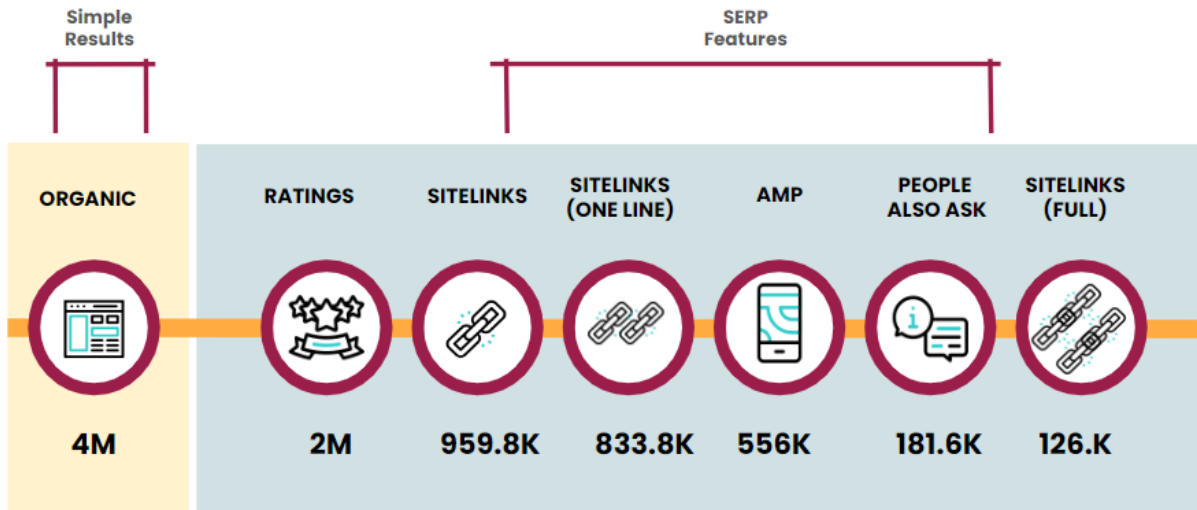 Simple
Results
SERP
Features
ORGANIC
RATINGS
SITELINKS
SITELINKS
(ONE LINE)
AMP
PEOPLE
ALSO ASK
SITELINKS
(FULL)
i
4M
2M
959.8K
833.8K
556K
181.6K
126.K